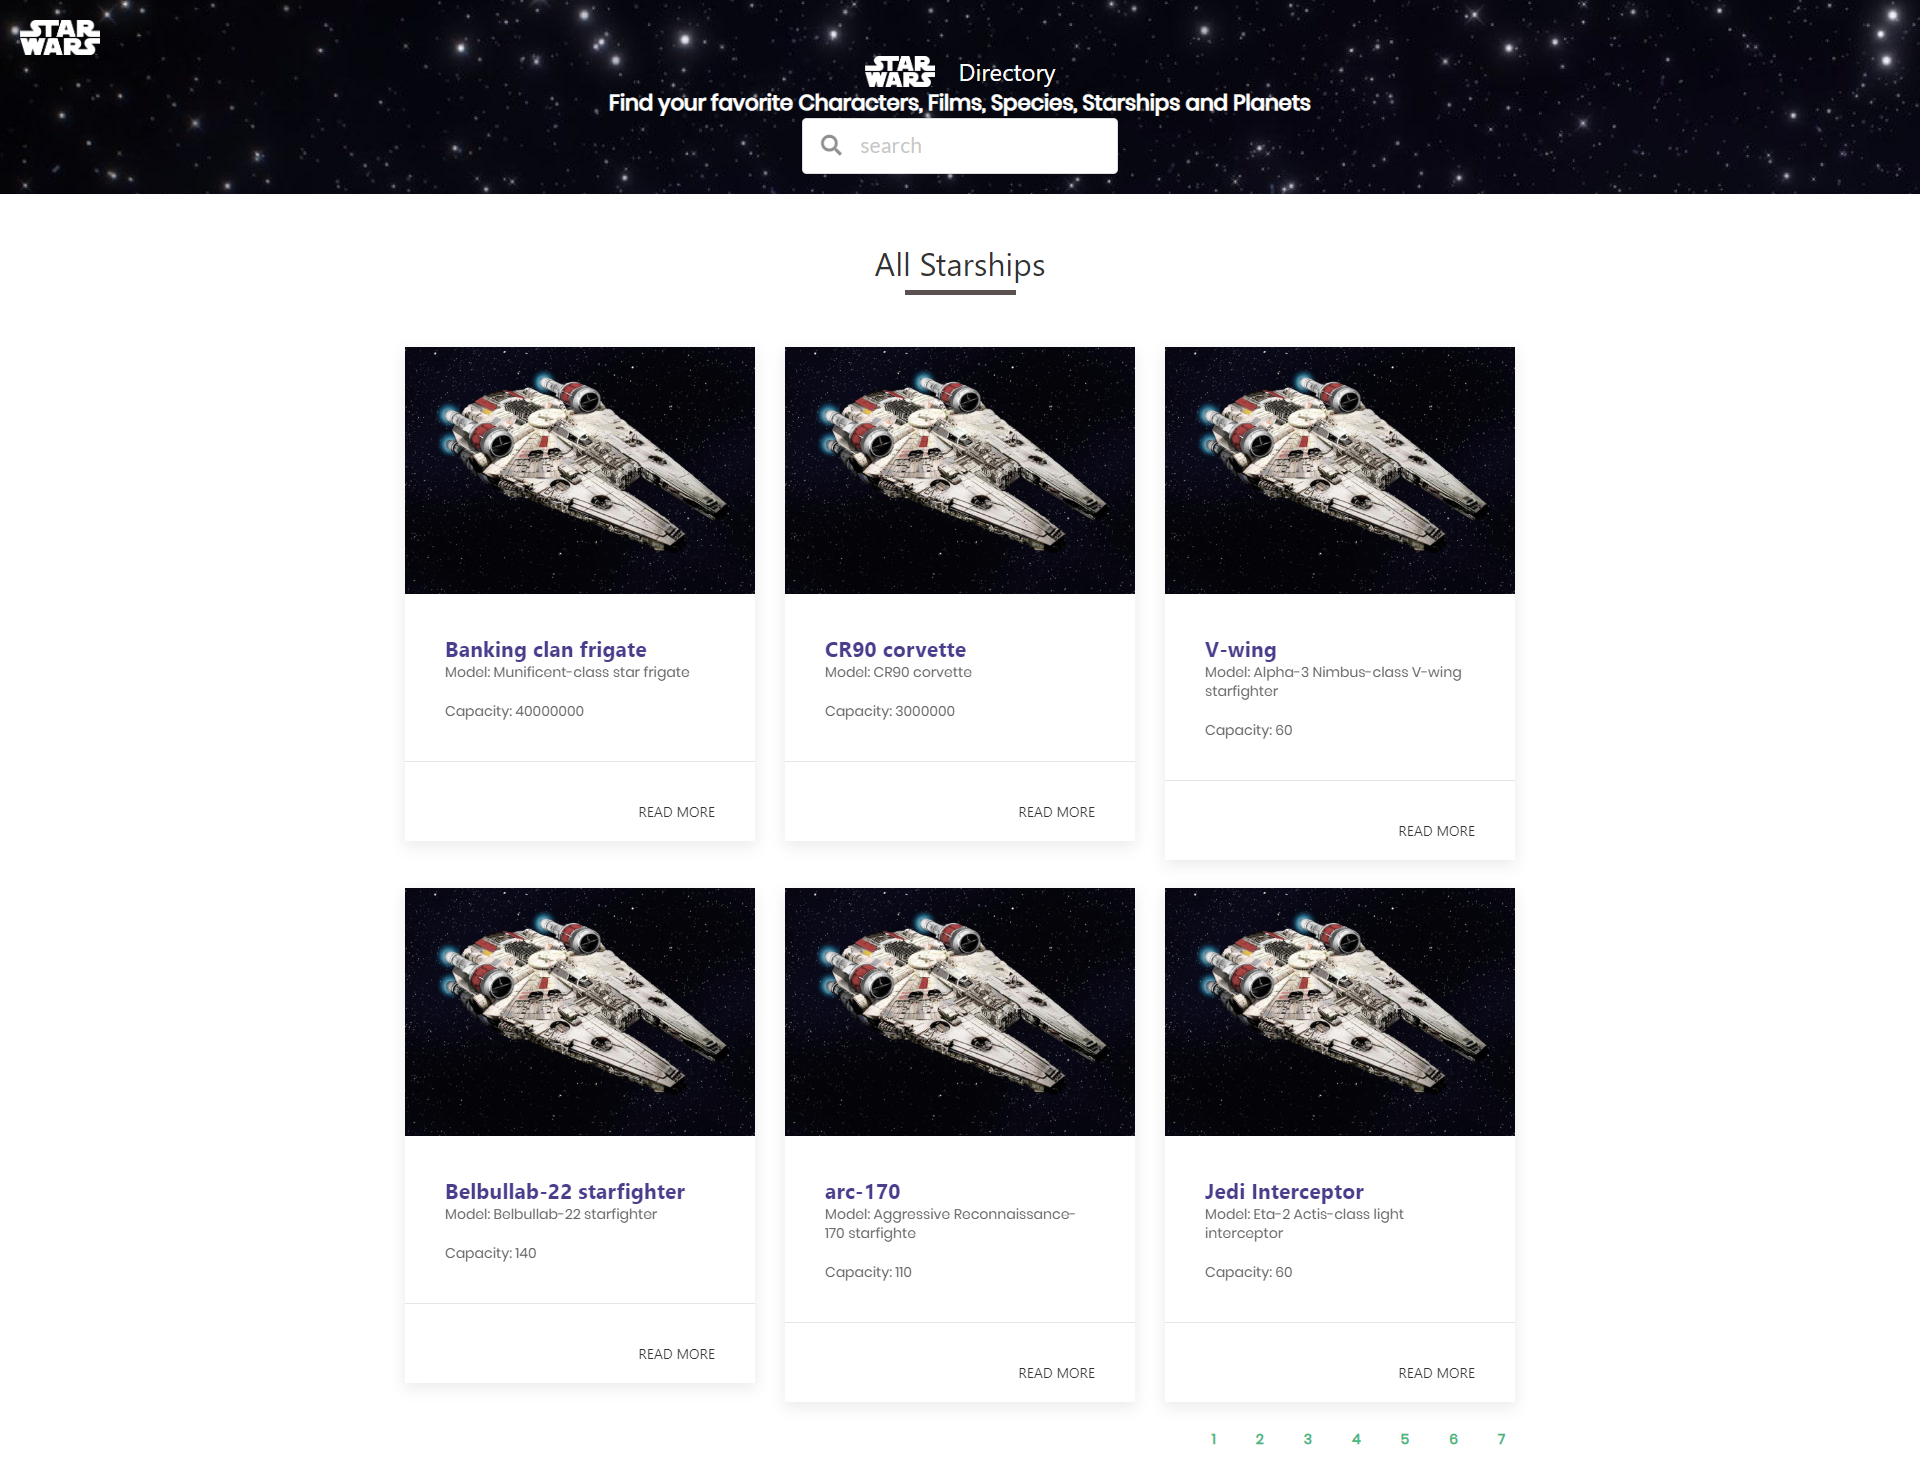 STAR
WARS
STAR
WARS
Directory
Find your favorite Characters, Films, Species, Starships and Planets
search
All Starships
Banking clan frigate
Model: Munificent-class star frigate
Capacity: 40000000
READ MORE
CR90 corvette
Model: CR90 corvette
Capacity: 3000000
READ MORE
V-wing
Model: Alpha-3 Nimbus-class V-wing
starfighter
Capacity: 60
READ MORE
Belbullab-22 starfighter
Model: Belbullab-22 starfighter
Capacity: 140
READ MORE
arc-170
Model: Aggressive Reconnaissance-
170 starfighte
Capacity: 110
READ MORE
Jedi Interceptor
Model: Eta-2 Actis-class light
interceptor
Capacity: 60
READ MORE
1 2 3 4 5 6 7